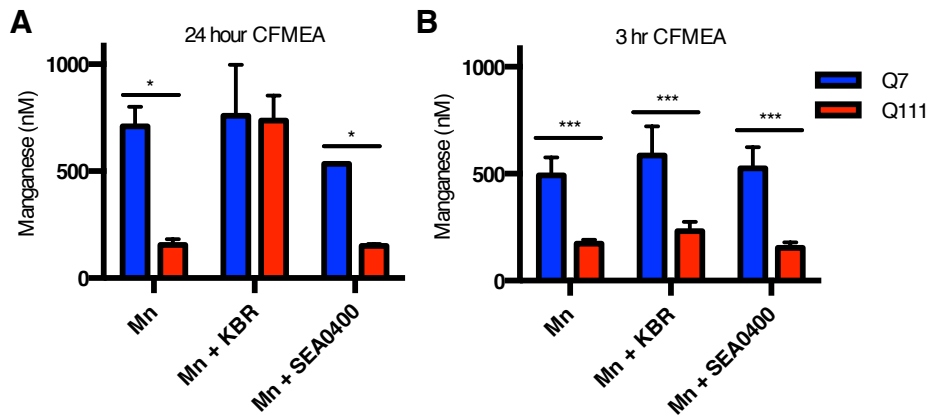 A
24 hour CFMEA
Manganese (nM)
1000
500
0
*
*
Mn
Mn + KBR
Mn + SEA0400
B
3 hr CFMEA
Manganese (nM)
1000
500
0
***
***
***
Mn
Mn + KBR
Mn + SEA0400
Q7
Q111